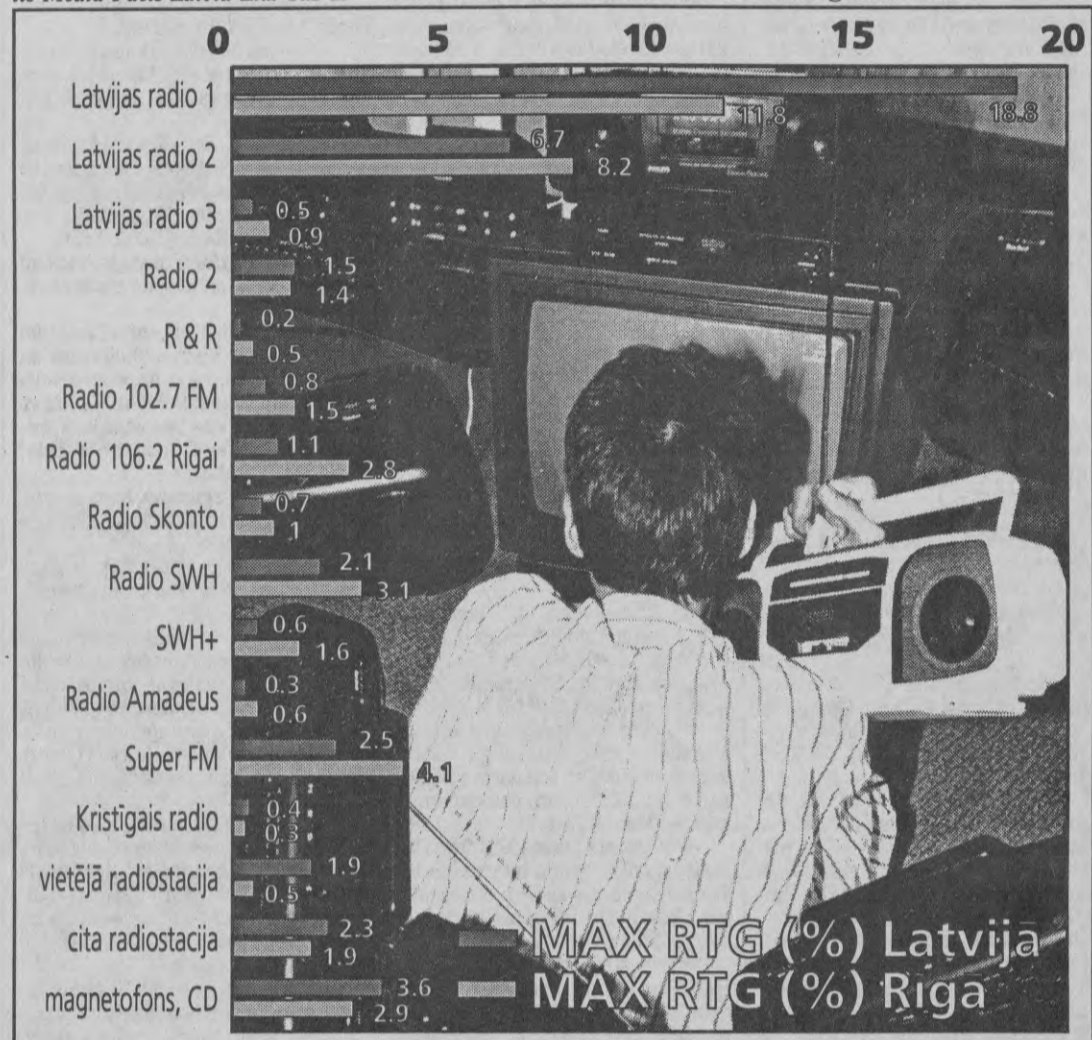 0 5 10 15 20
Latvijas radio 1
18.8
11.8
Latvijas radio 2
6.7
8.2
Latvijas radio 3
0.5
0.9
Radio 2
1.5
1.4
R & R
0.2
0.5
Radio 102.7 FM
0.8
1.5
Radio 106.2 Rīgai
1.1
2.8
Radio Skonto
0.7
1
Radio SWH
2.1
3.1
SWH+
0.6
1.6
Radio Amadeus
0.3
0.6
Super FM
2.5
4.1
Kristīgais radio
0.4
0.3
vietējā radiostacija
1.9
0.5
cita radiostacija
2.3
1.9
magnetofons, CD
3.6
2.9
MAX RTG (%) Latvijā
MAX RTG (%) Rīgā